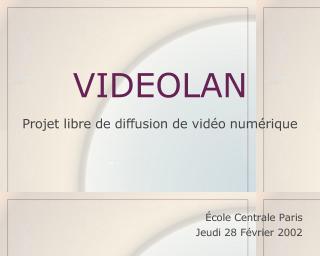 VIDEOLAN
Projet libre de diffusion de vidéo numérique
École Centrale Paris
Jeudi 28 Février 2002